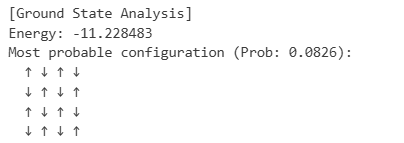 [Ground State Analysis]
Energy: -11.228483
Most probable configuration (Prob: 0.0826):
↑ ↓ ↑ ↓
↓ ↑ ↓ ↑
↑ ↓ ↑ ↓
↓ ↑ ↓ ↑